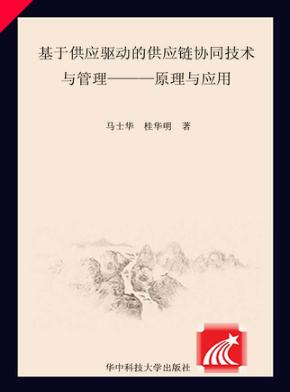 基于供应驱动的供应链协同技术
与管理———原理与应用
马士华 桂华明 著
华中科技大学出版社